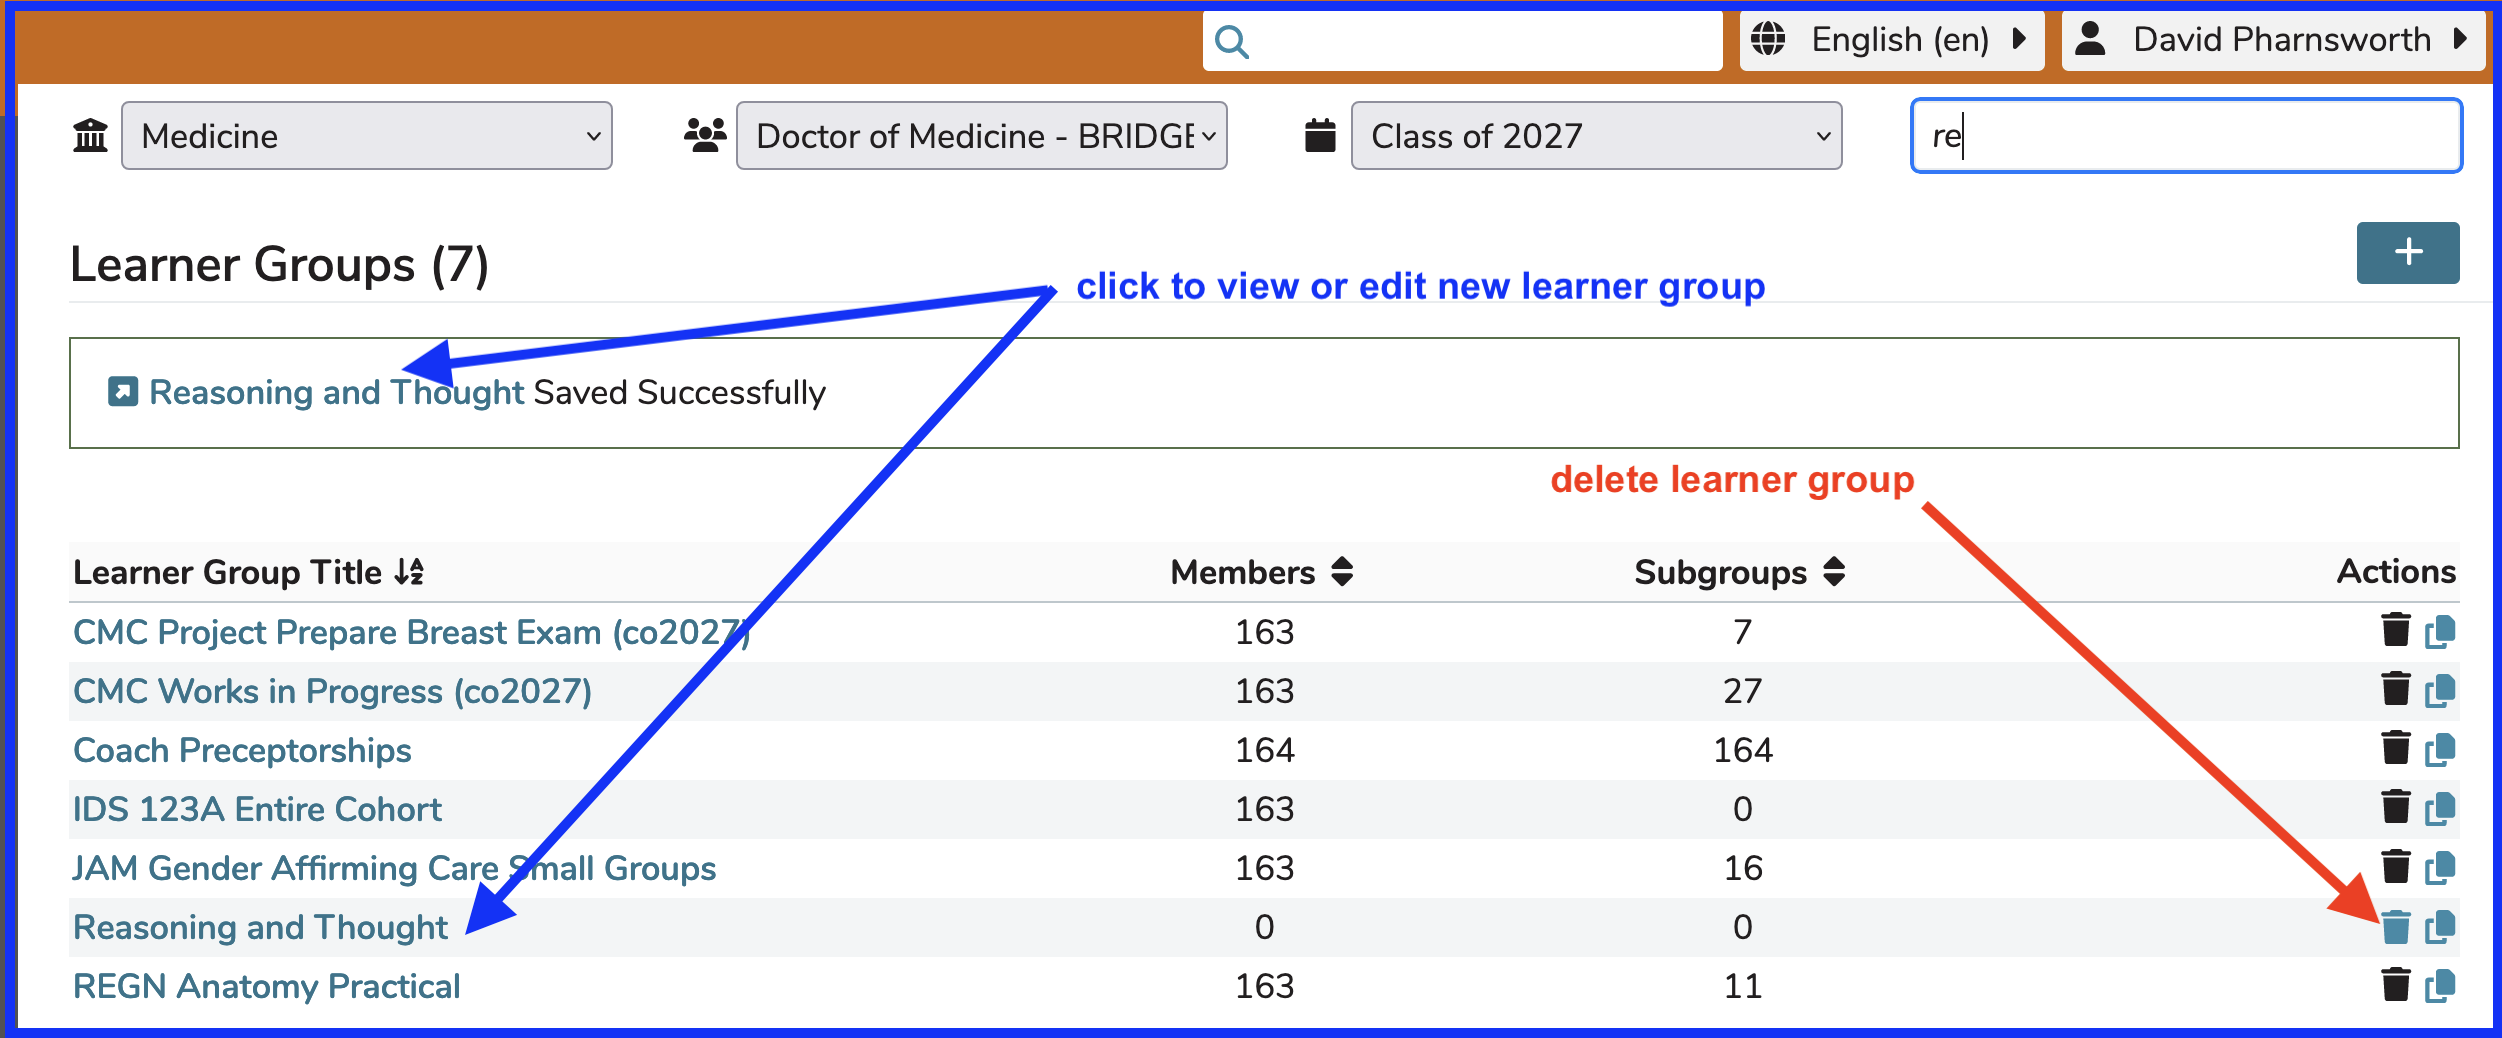 English (en)
David Pharnsworth
Medicine
Doctor of Medicine - BRIDGE
Class of 2027
re
Learner Groups (7)
click to view or edit new learner group
Reasoning and Thought Saved Successfully
delete learner group
Learner Group Title Members Subgroups Actions
CMC Project Prepare Breast Exam (co2027) 163 7
CMC Works in Progress (co2027) 163 27
Coach Preceptorships 164 164
IDS 123A Entire Cohort 163 0
JAM Gender Affirming Care Small Groups 163 16
Reasoning and Thought 0 0
REGN Anatomy Practical 163 11